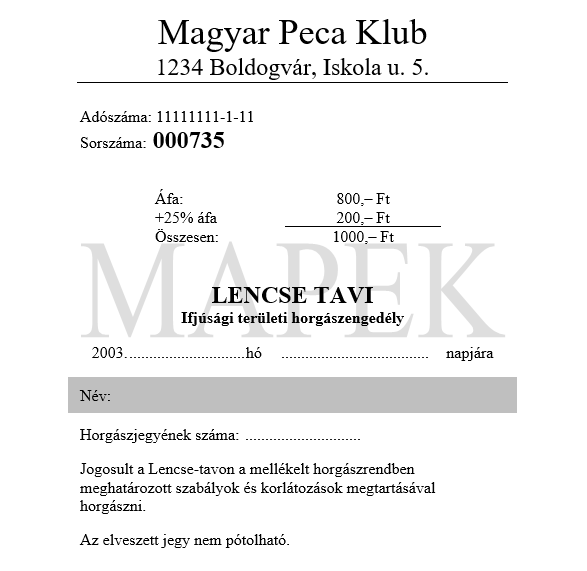 Magyar Peca Klub
1234 Boldogvár, Iskola u. 5.
Adószáma: 11111111-1-11
Sorszáma: 000735
Áfa: 800,– Ft
+25% áfa 200,– Ft
Összesen: 1000,– Ft
MAPEK
LENCSE TAVI
Ifjúsági területi horgászengedély
2003..............................hó ...................................... napjára
Név:
Horgászjegyének száma: ..............................
Jogosult a Lencse-tavon a mellékelt horgászrendben
meghatározott szabályok és korlátozások megtartásával
horgászni.
Az elveszett jegy nem pótolható.